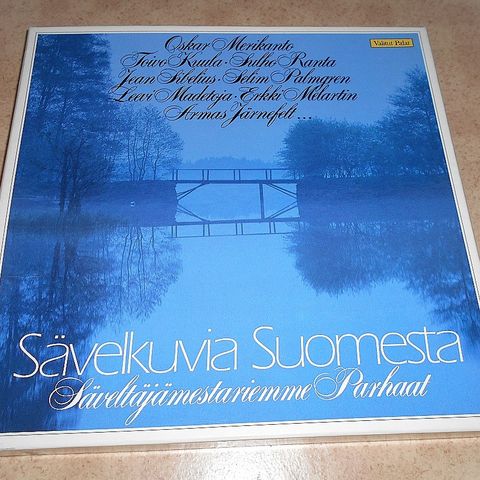 Oskar Merikanto
Valitut Palat
Toivo Kuula · Sulho Ranta
Jean Sibelius · Selim Palmgren
Leevi Madetoja · Erkki Melartin
Armas Järnefelt ...
Sävelkuvia Suomesta
Säveltäjämestariemme Parhaat